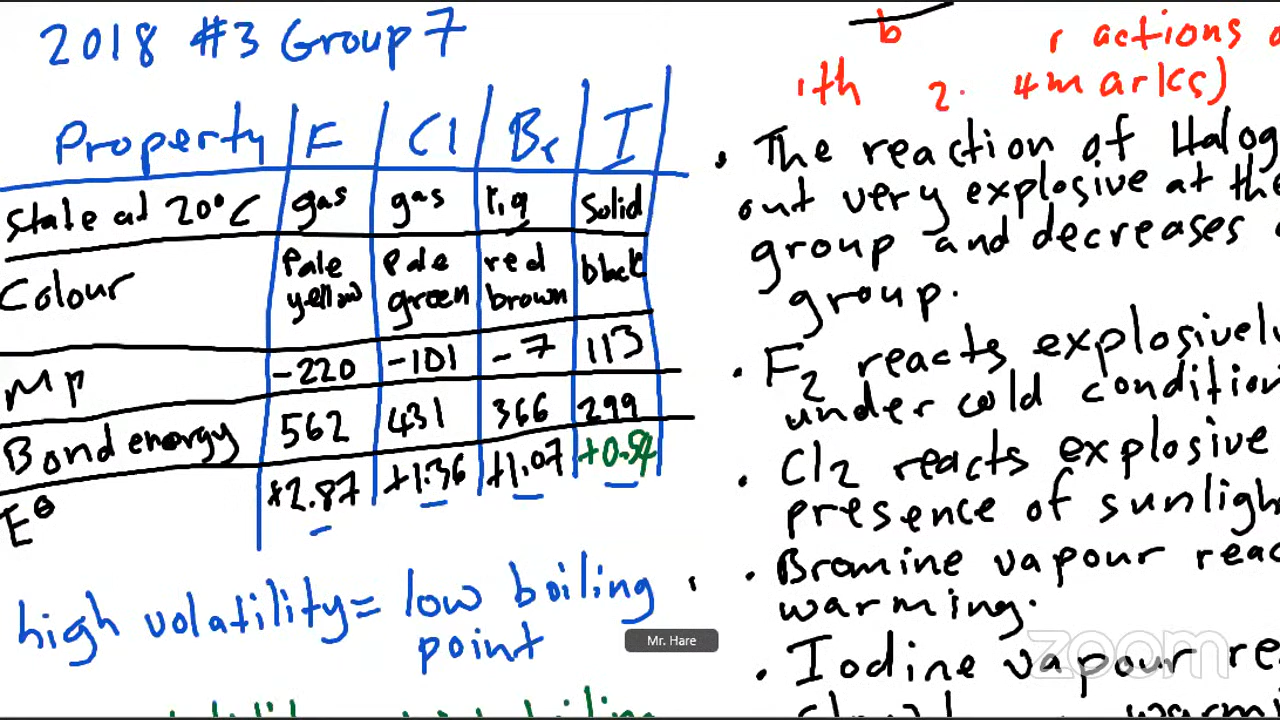 2018 #3 Group 7
Property F Cl Br I
State at 20°C gas gas liq solid
Colour Pale yellow Pale green red brown black
Mp -220 -101 -7 113
Bond energy 562 431 366 299
E⦵ +2.87 +1.36 +1.07 +0.54
high volatility = low boiling
point
b r actions
ith 2. 4marks)
• The reaction of Halog
out very explosive at the
group and decreases
group.
• F2 reacts explosively
under cold condition
• Cl2 reacts explosive
presence of sunligh
• Bromine vapour reac
warming.
• Iodine vapour re
Mr. Hare
zoom
boiling